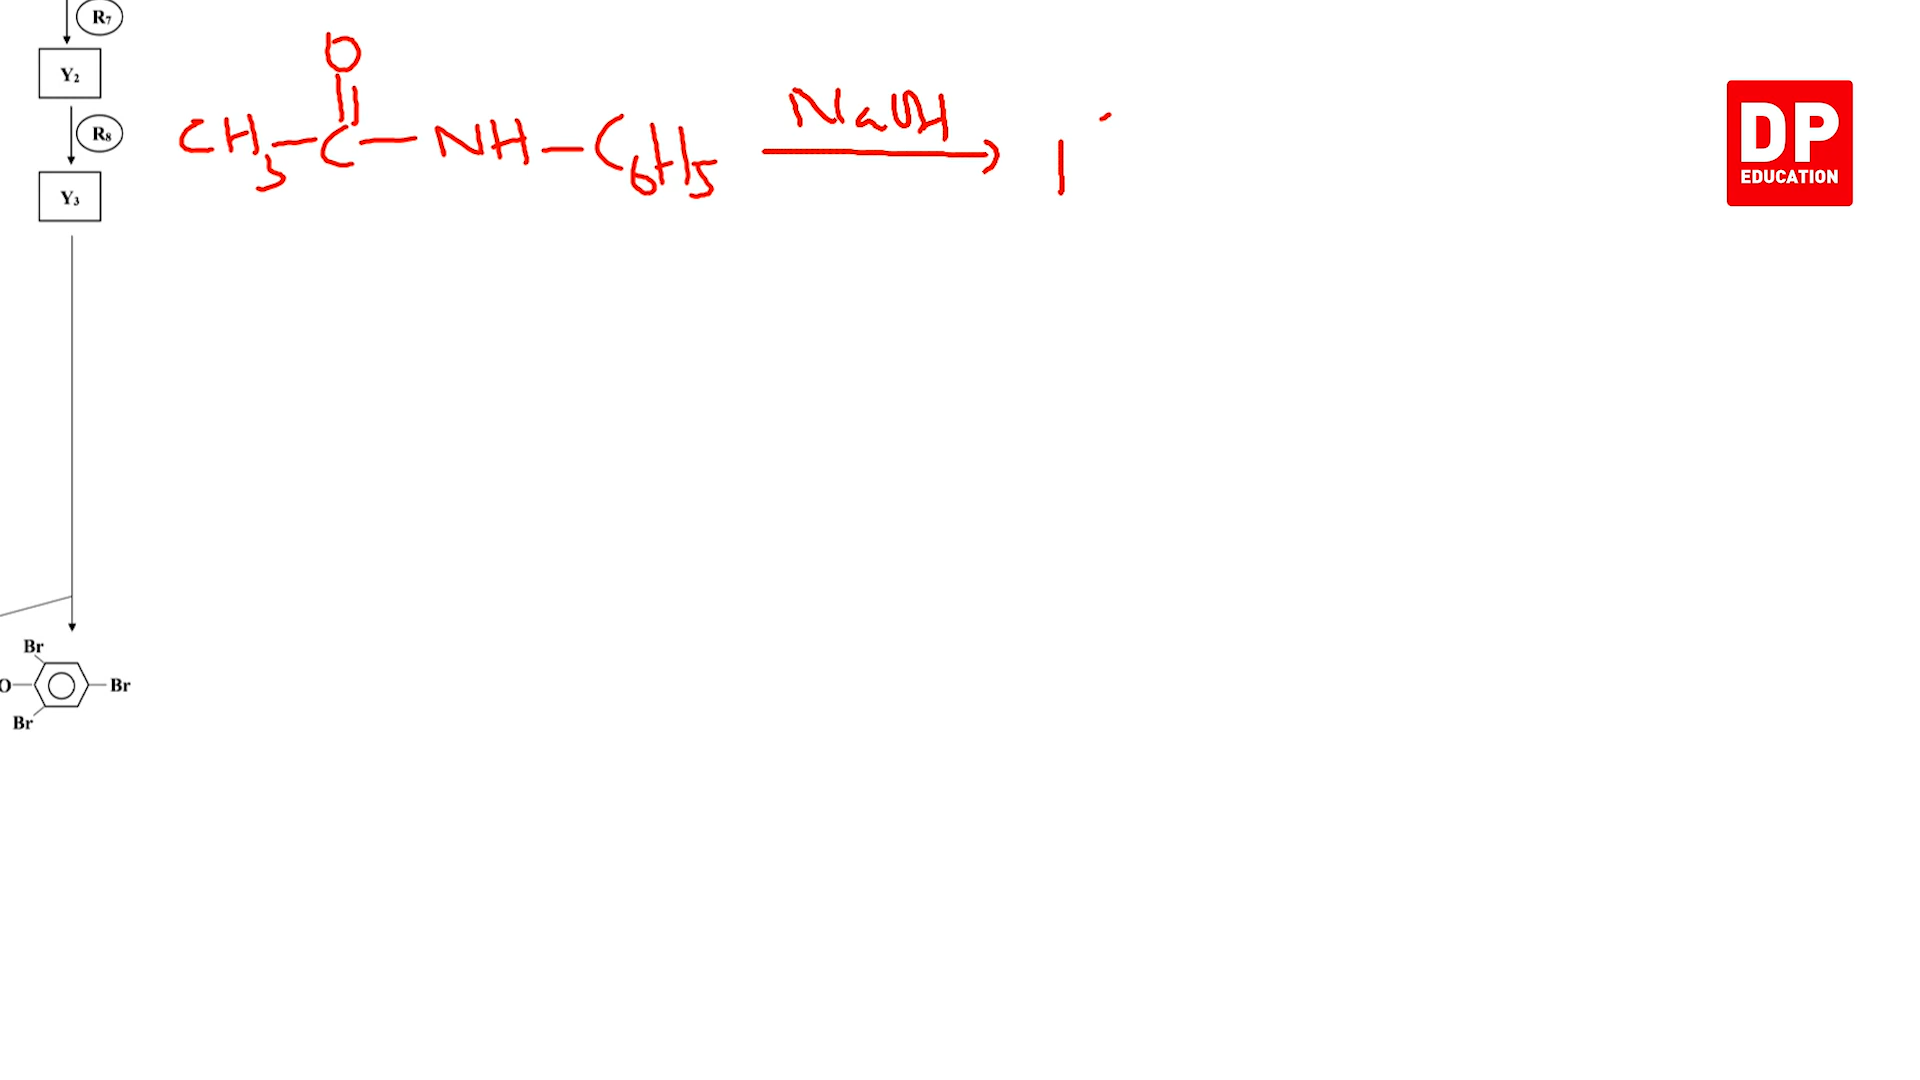 R₇
Y₂
R₈
Y₃
O
CH₃-C-NH-C₆H₅ NaOH
DP
EDUCATION
Br
O Br
Br